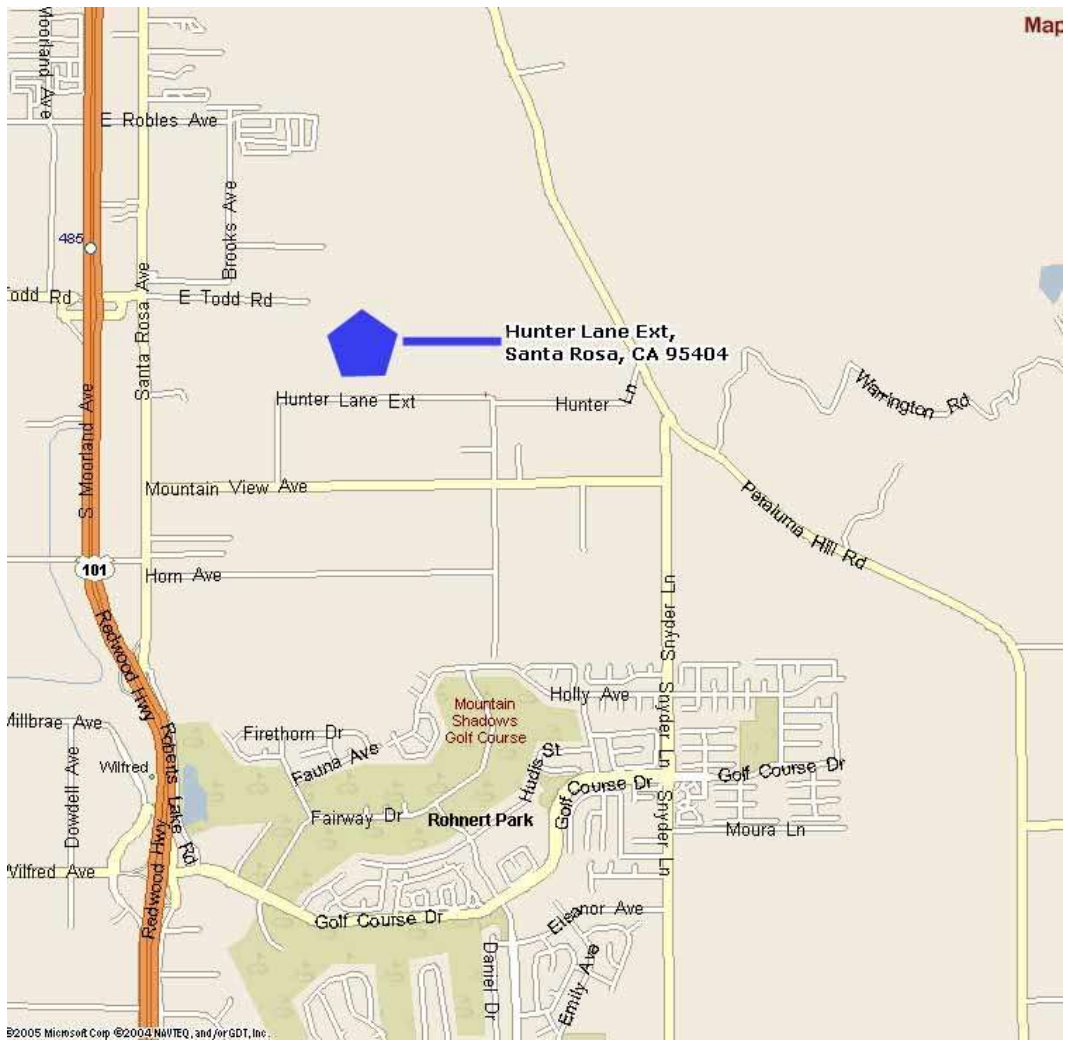 Map
Moorland Ave
E Robles Ave
Brooks Ave
485
Todd Rd
E Todd Rd
Santa Rosa Ave
S Moorland Ave
Hunter Lane Ext,
Santa Rosa, CA 95404
Hunter Lane Ext
Hunter Ln
Warrington Rd
Mountain View Ave
Petaluma Hill Rd
101
Horn Ave
Snyder Ln
Redwood Hwy
Holly Ave
Snyder Ln
Mountain
Shadows
Golf Course
Millbrae Ave
Firethorn Dr
Fauna Ave
Wilfred
Roberts Lake Rd
Dowdell Ave
Hudis St
Golf Course Dr
Golf Course Dr
Fairway Dr
Rohnert Park
Snyder Ln
Moura Ln
Redwood Hwy
Wilfred Ave
Golf Course Dr
Eleanor Ave
Daniel Dr
Emily Ave
©2005 Microsoft Corp ©2004 NAVTEQ, and /or GDT, Inc.